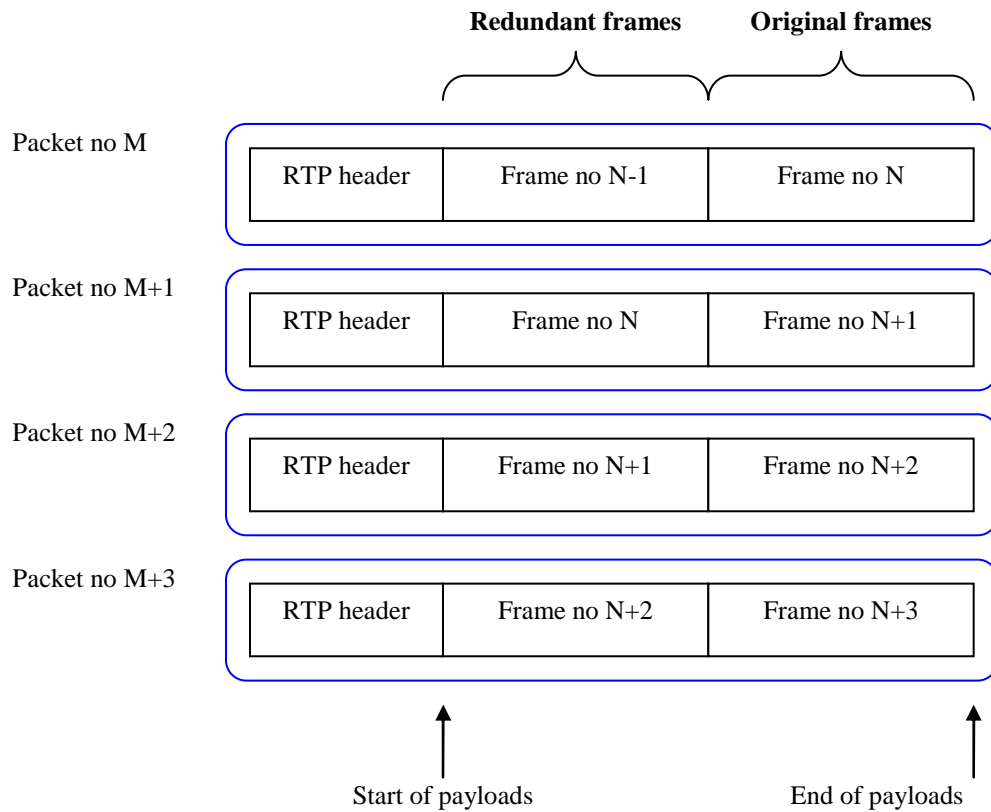 Redundant frames Original frames
Packet no M
RTP header Frame no N-1 Frame no N
Packet no M+1
RTP header Frame no N Frame no N+1
Packet no M+2
RTP header Frame no N+1 Frame no N+2
Packet no M+3
RTP header Frame no N+2 Frame no N+3
Start of payloads End of payloads